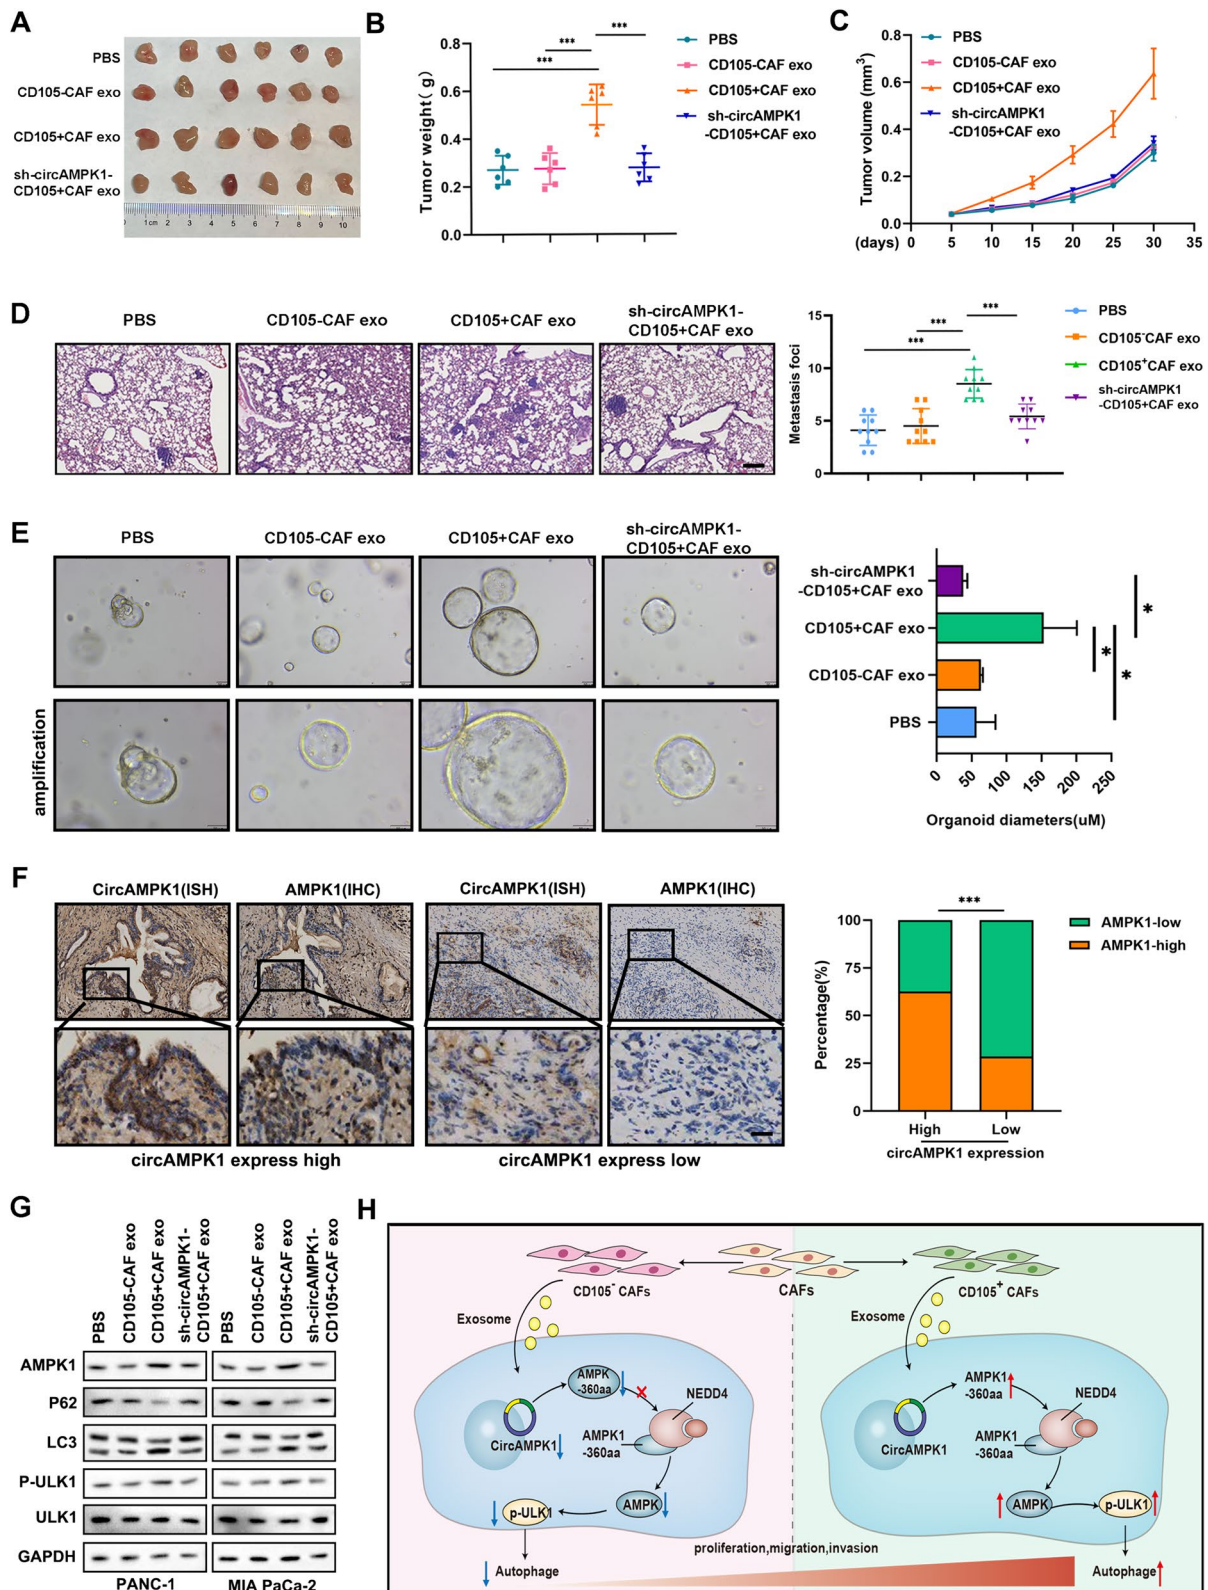 A
PBS
CD105-CAF exo
CD105+CAF exo
sh-circAMPK1-
CD105+CAF exo
1cm 2 3 4 5 6 7 8 9 10
B
Tumor weight( g)
0.8
0.6
0.4
0.2
0.0
***
***
***
PBS
CD105-CAF exo
CD105+CAF exo
sh-circAMPK1
-CD105+CAF exo
C
Tumor volume (mm3)
0.8
0.6
0.4
0.2
0.0
(days) 0 5 10 15 20 25 30 35
PBS
CD105-CAF exo
CD105+CAF exo
sh-circAMPK1
-CD105+CAF exo
D
PBS
CD105-CAF exo
CD105+CAF exo
sh-circAMPK1-
CD105+CAF exo
Metastasis foci
15
10
5
0
***
***
***
PBS
CD105-CAF exo
CD105+CAF exo
sh-circAMPK1
-CD105+CAF exo
E
PBS
CD105-CAF exo
CD105+CAF exo
sh-circAMPK1-
CD105+CAF exo
amplification
sh-circAMPK1
-CD105+CAF exo
CD105+CAF exo
CD105-CAF exo
PBS
*
*
*
0 50 100 150 200 250
Organoid diameters(uM)
F
CircAMPK1(ISH)
AMPK1(IHC)
CircAMPK1(ISH)
AMPK1(IHC)
circAMPK1 express high
circAMPK1 express low
Percentage(%)
100
75
50
25
0
***
AMPK1-low
AMPK1-high
High Low
circAMPK1 expression
G
PBS
CD105-CAF exo
CD105+CAF exo
sh-circAMPK1-
CD105+CAF exo
PBS
CD105-CAF exo
CD105+CAF exo
sh-circAMPK1-
CD105+CAF exo
AMPK1
P62
LC3
P-ULK1
ULK1
GAPDH
PANC-1
MIA PaCa-2
H
CD105- CAFs
CAFs
CD105+ CAFs
Exosome
AMPK
-360aa
NEDD4
CircAMPK1
AMPK1
-360aa
AMPK
p-ULK1
Autophage
Exosome
AMPK1
-360aa
NEDD4
CircAMPK1
AMPK1
-360aa
AMPK
p-ULK1
Autophage
proliferation,migration,invasion